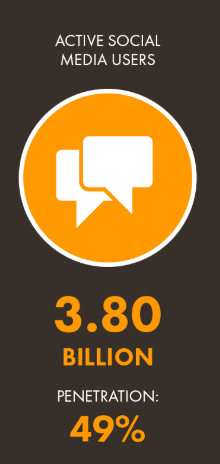 ACTIVE SOCIAL
MEDIA USERS
3.80
BILLION
PENETRATION:
49%